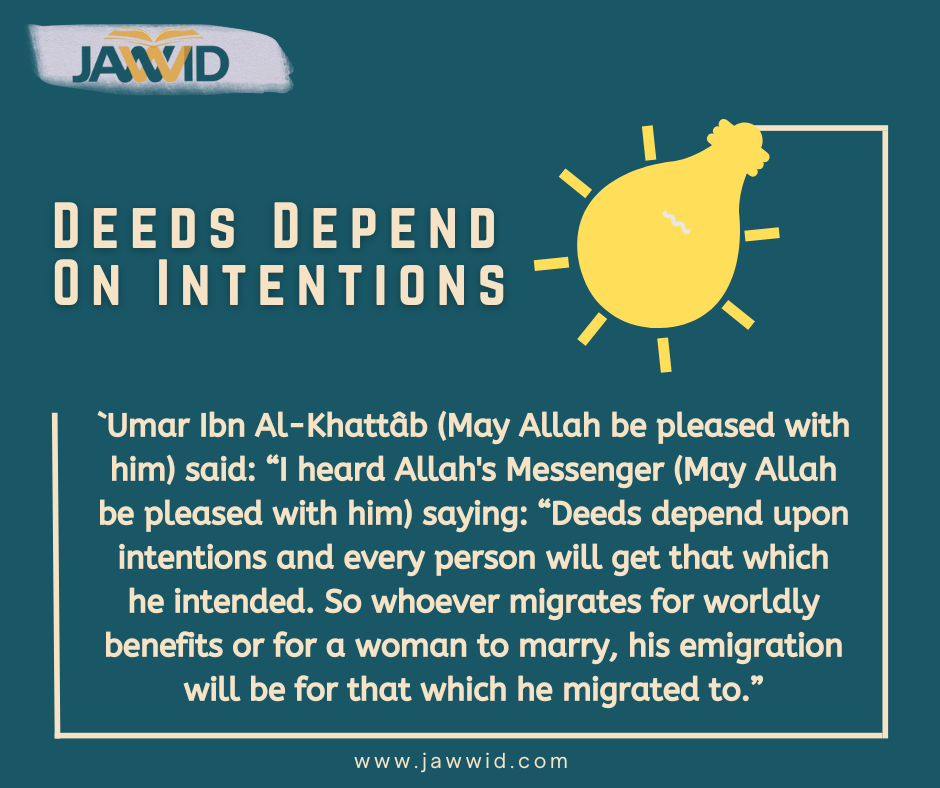 JAWWID
Deeds Depend
On Intentions
`Umar Ibn Al-Khattâb (May Allah be pleased with
him) said: “I heard Allah's Messenger (May Allah
be pleased with him) saying: “Deeds depend upon
intentions and every person will get that which
he intended. So whoever migrates for worldly
benefits or for a woman to marry, his emigration
will be for that which he migrated to.”
www.jawwid.com